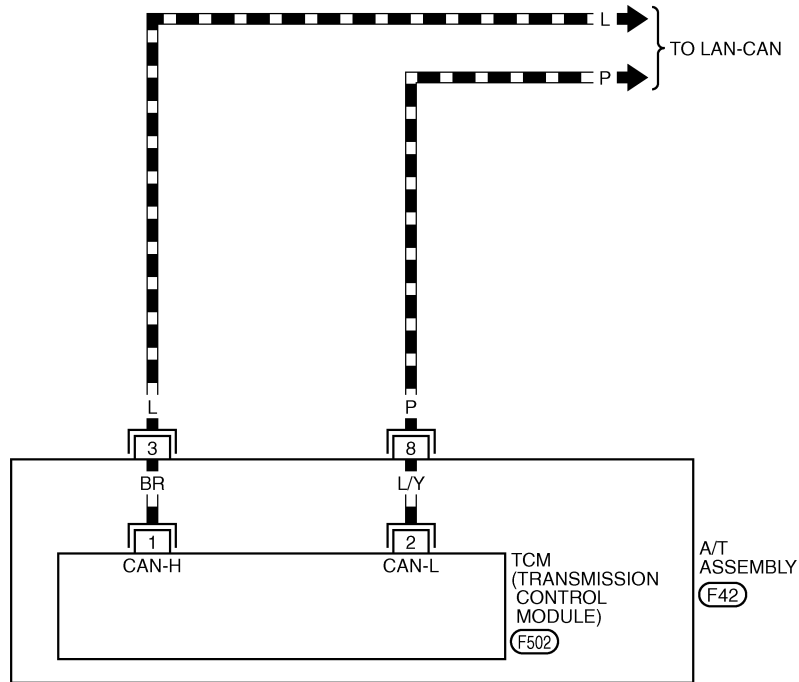 L
TO LAN-CAN
P
L
P
3
8
BR
L/Y
1
2
CAN-H
CAN-L
TCM
(TRANSMISSION
CONTROL
MODULE)
F502
A/T
ASSEMBLY
F42